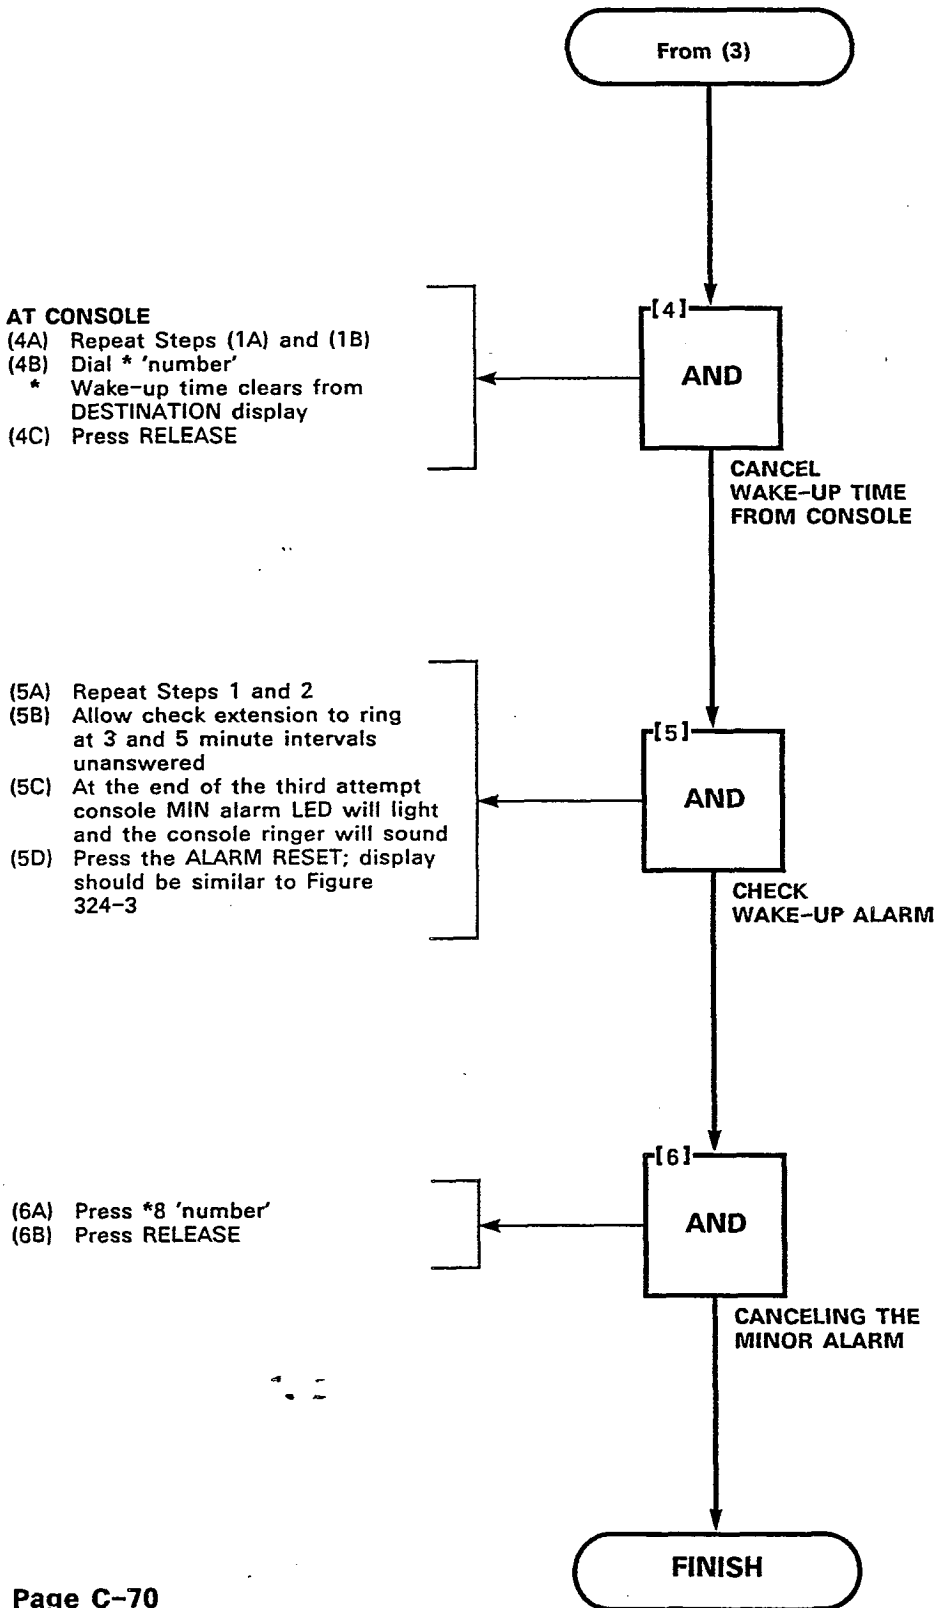 From (3)
[4]
AND
AT CONSOLE
(4A) Repeat Steps (1A) and (1B)
(4B) Dial * 'number'
* Wake-up time clears from
DESTINATION display
(4C) Press RELEASE
CANCEL
WAKE-UP TIME
FROM CONSOLE
[5]
AND
(5A) Repeat Steps 1 and 2
(5B) Allow check extension to ring
at 3 and 5 minute intervals
unanswered
(5C) At the end of the third attempt
console MIN alarm LED will light
and the console ringer will sound
(5D) Press the ALARM RESET; display
should be similar to Figure
324-3
CHECK
WAKE-UP ALARM
[6]
AND
(6A) Press *8 'number'
(6B) Press RELEASE
CANCELING THE
MINOR ALARM
FINISH
Page C-70